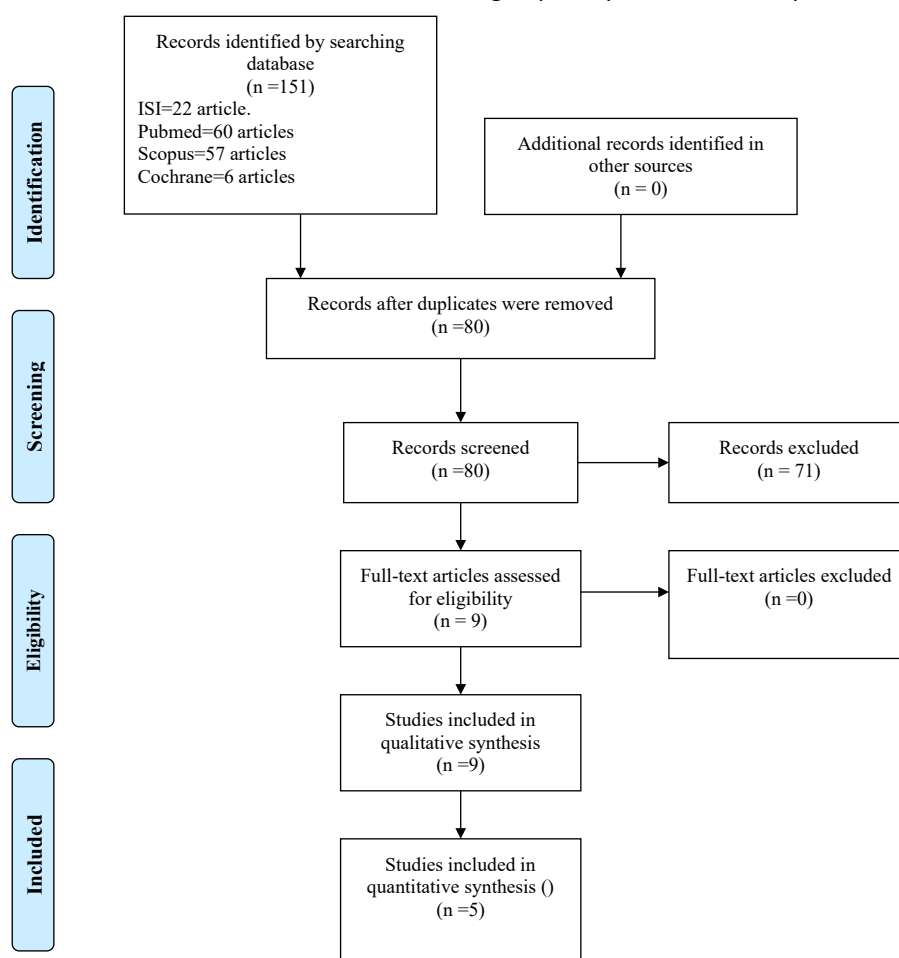 Records identified by searching
database
(n =151)
ISI=22 article.
Pubmed=60 articles
Scopus=57 articles
Cochrane=6 articles
Additional records identified in
other sources
(n = 0)
Identification
Records after duplicates were removed
(n =80)
Screening
Records screened
(n =80)
Records excluded
(n = 71)
Eligibility
Full-text articles assessed
for eligibility
(n = 9)
Full-text articles excluded
(n =0)
Studies included in
qualitative synthesis
(n =9)
Included
Studies included in
quantitative synthesis ()
(n =5)